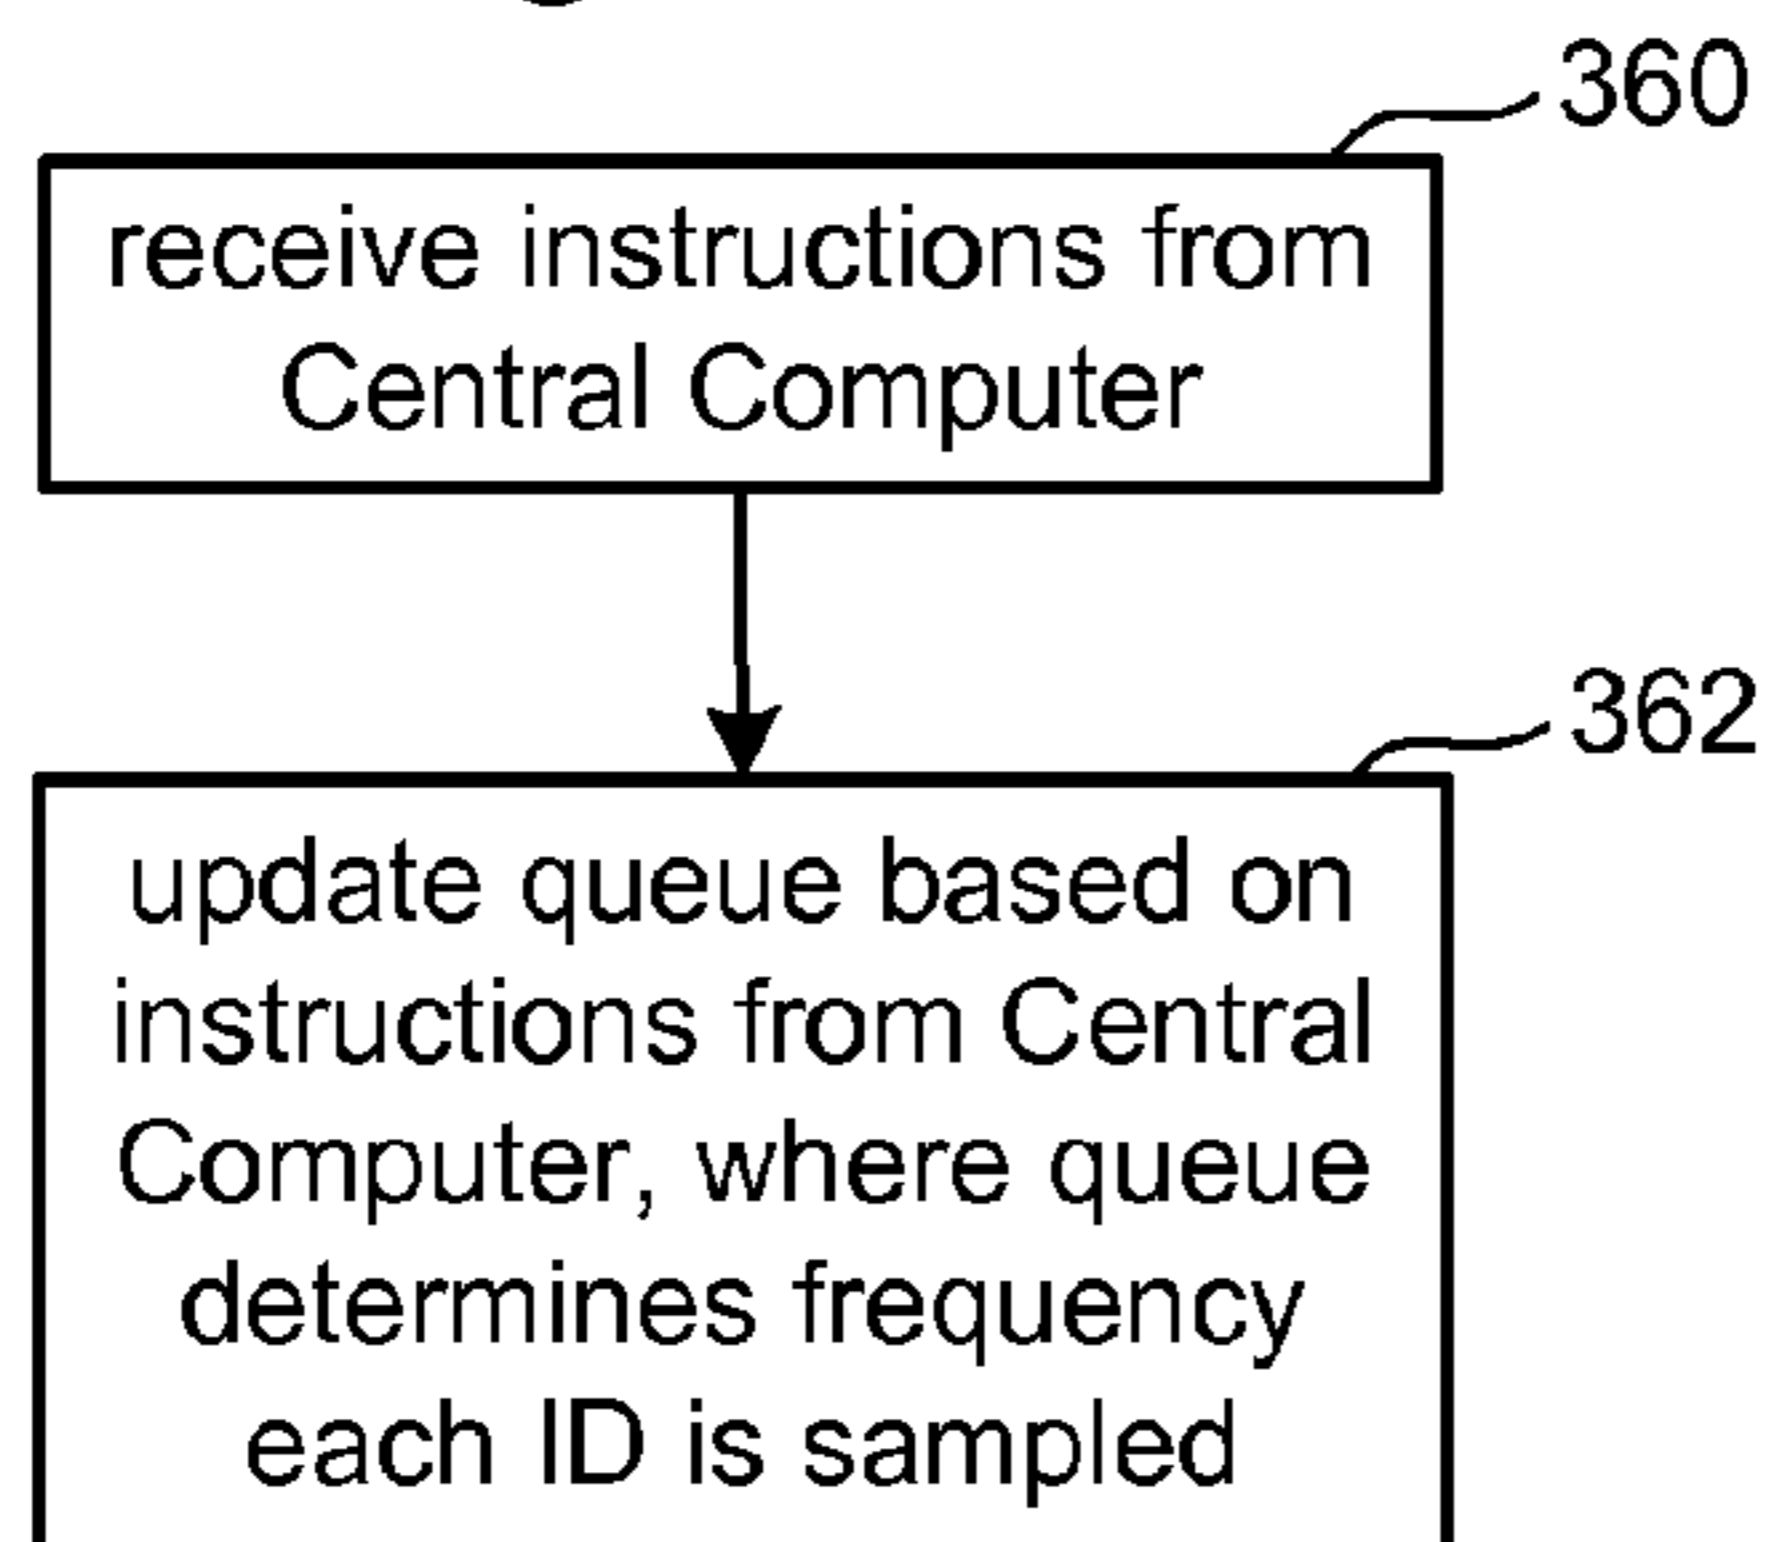 360
receive instructions from
Central Computer
362
update queue based on
instructions from Central
Computer, where queue
determines frequency
each ID is sampled